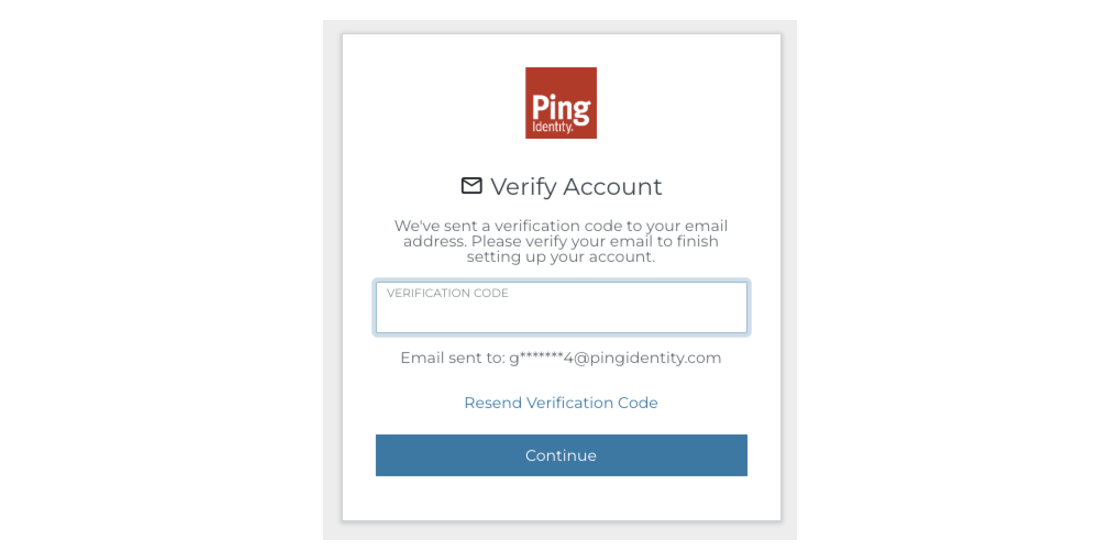 Ping
Identity.
Verify Account
We've sent a verification code to your email
address. Please verify your email to finish
setting up your account.
VERIFICATION CODE
Email sent to: g*******4@pingidentity.com
Resend Verification Code
Continue